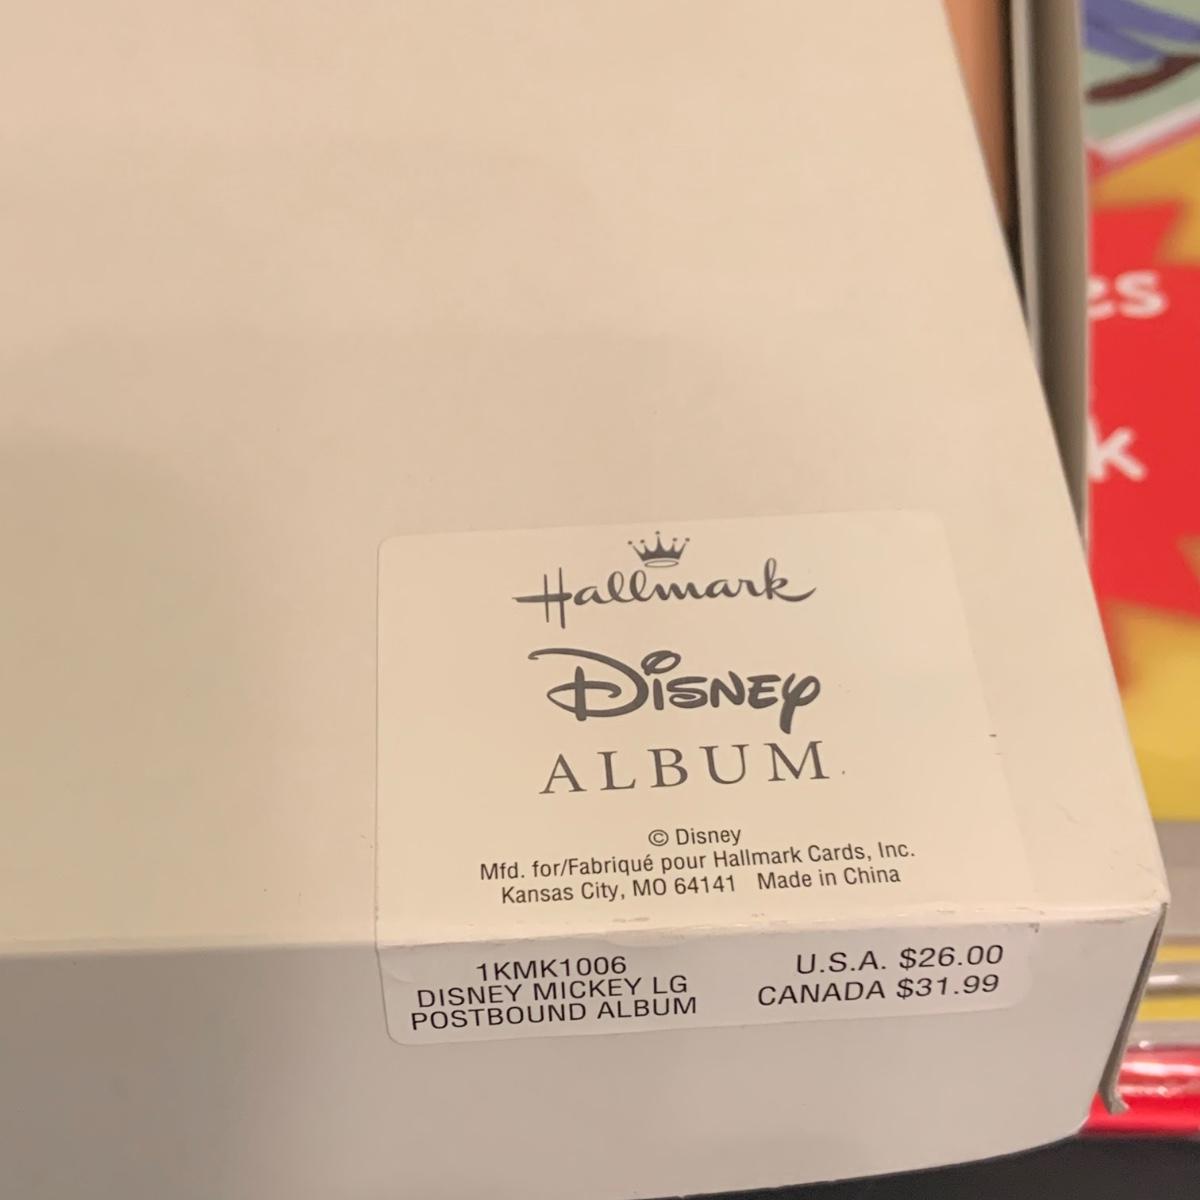 Hallmark
Disney
ALBUM
© Disney
Mfd. for/Fabriqué pour Hallmark Cards, Inc.
Kansas City, MO 64141 Made in China
1KMK1006
DISNEY MICKEY LG
POSTBOUND ALBUM
U.S.A. $26.00
CANADA $31.99
es
k